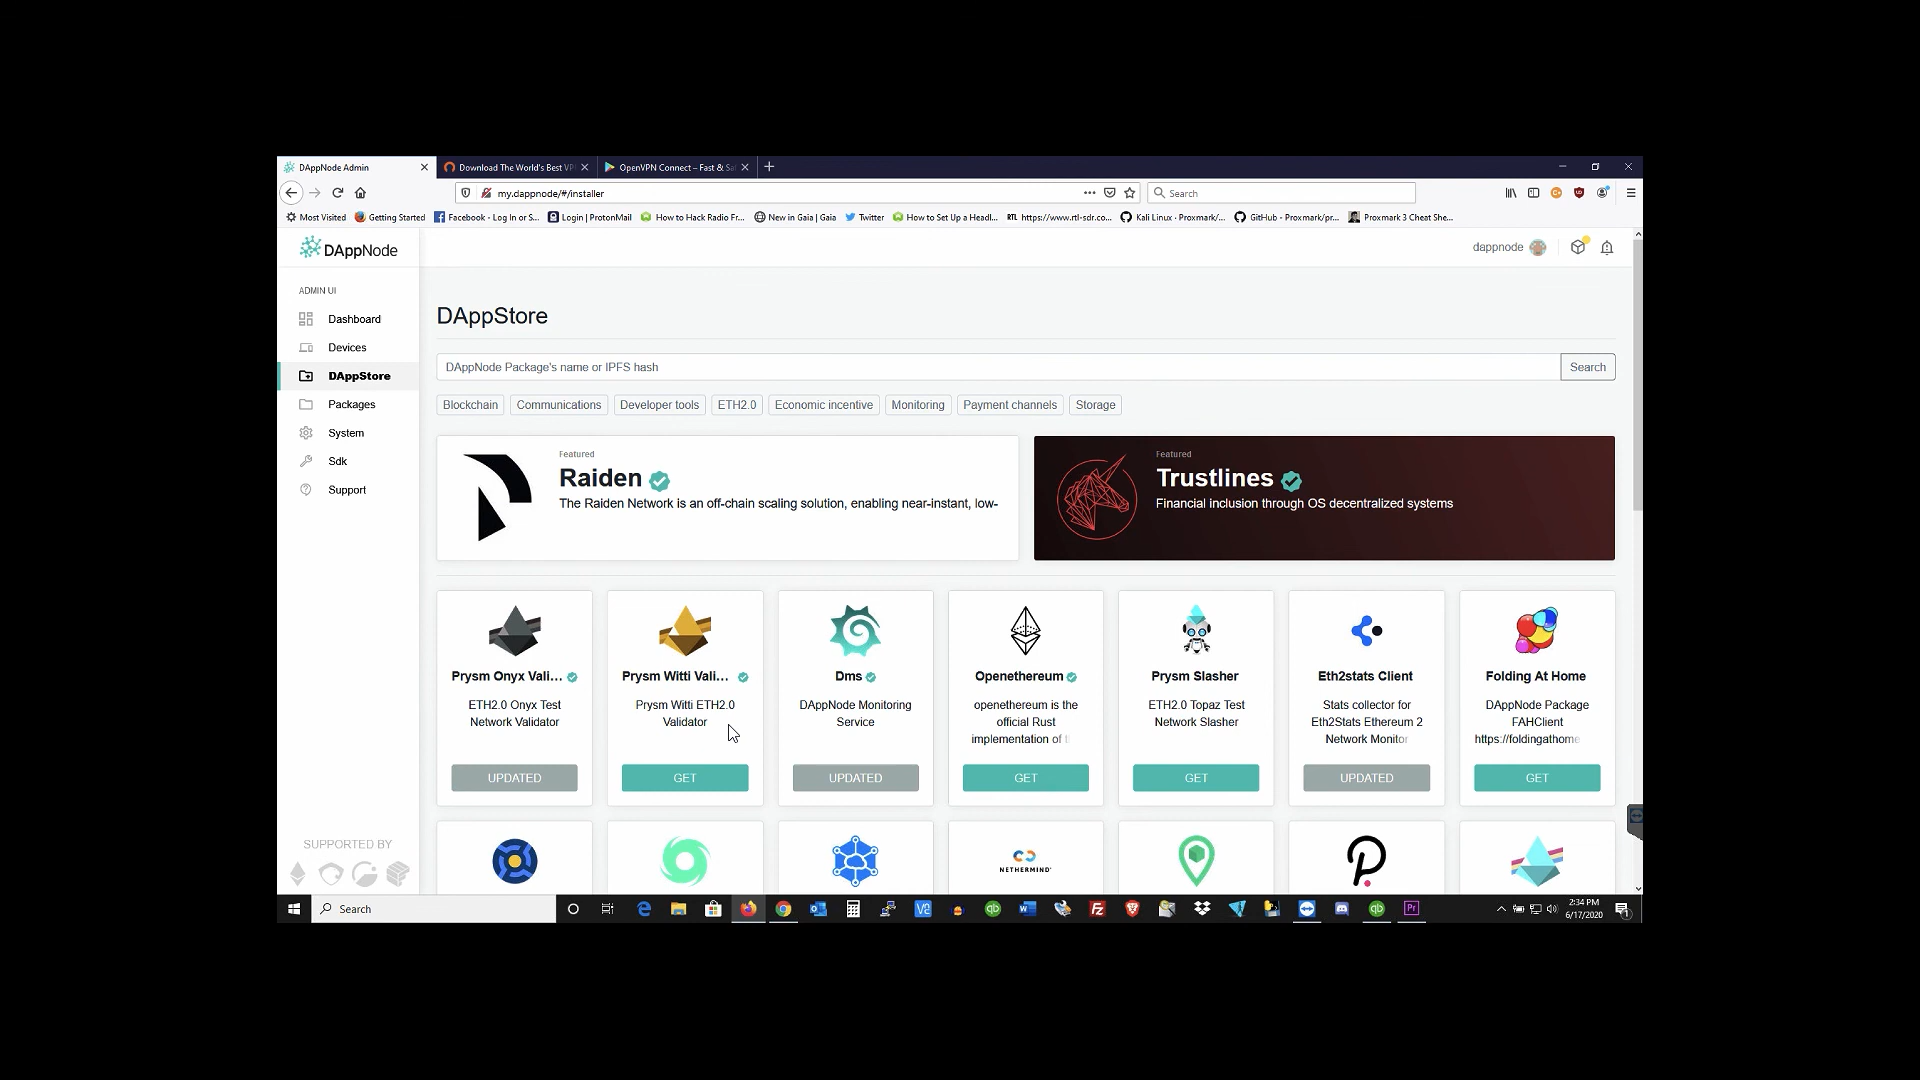 DAppNode Admin
Download The World's Best VP
OpenVPN Connect – Fast & Sa
my.dappnode/#/installer
Search
Most Visited
Getting Started
Facebook - Log In or S...
Login | ProtonMail
How to Hack Radio Fr...
New in Gaia | Gaia
Twitter
How to Set Up a Headl...
RTL https://www.rtl-sdr.co...
Kali Linux · Proxmark/...
GitHub - Proxmark/pr...
Proxmark 3 Cheat She...
DAppNode
dappnode
ADMIN UI
Dashboard
Devices
DAppStore
Packages
System
Sdk
Support
SUPPORTED BY
DAppStore
DAppNode Package's name or IPFS hash
Search
Blockchain
Communications
Developer tools
ETH2.0
Economic incentive
Monitoring
Payment channels
Storage
Featured
Raiden
The Raiden Network is an off-chain scaling solution, enabling near-instant, low-
Featured
Trustlines
Financial inclusion through OS decentralized systems
Prysm Onyx Vali...
ETH2.0 Onyx Test
Network Validator
UPDATED
Prysm Witti Vali...
Prysm Witti ETH2.0
Validator
GET
Dms
DAppNode Monitoring
Service
UPDATED
Openethereum
openethereum is the
official Rust
implementation of
GET
Prysm Slasher
ETH2.0 Topaz Test
Network Slasher
GET
Eth2stats Client
Stats collector for
Eth2Stats Ethereum 2
Network Monitor
UPDATED
Folding At Home
DAppNode Package
FAHClient
https://foldingathome
GET
NETHERMIND
Search
2:34 PM
6/17/2020